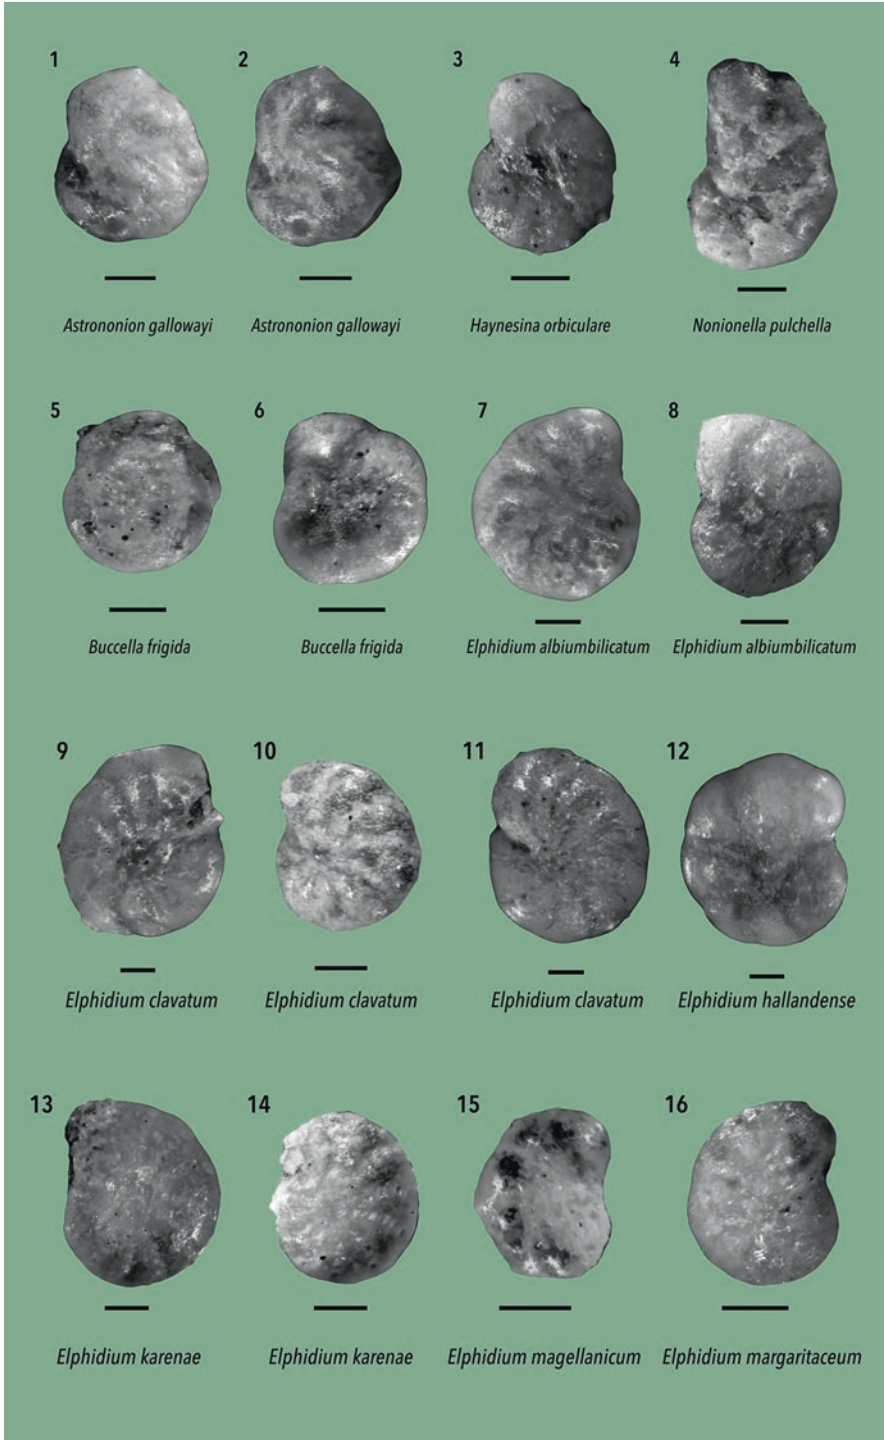 1 2 3 4
Astrononion gallowayi Astrononion gallowayi Haynesina orbiculare Nonionella pulchella
5 6 7 8
Buccella frigida Buccella frigida Elphidium albiumbilicatum Elphidium albiumbilicatum
9 10 11 12
Elphidium clavatum Elphidium clavatum Elphidium clavatum Elphidium hallandense
13 14 15 16
Elphidium karenae Elphidium karenae Elphidium magellanicum Elphidium margaritaceum